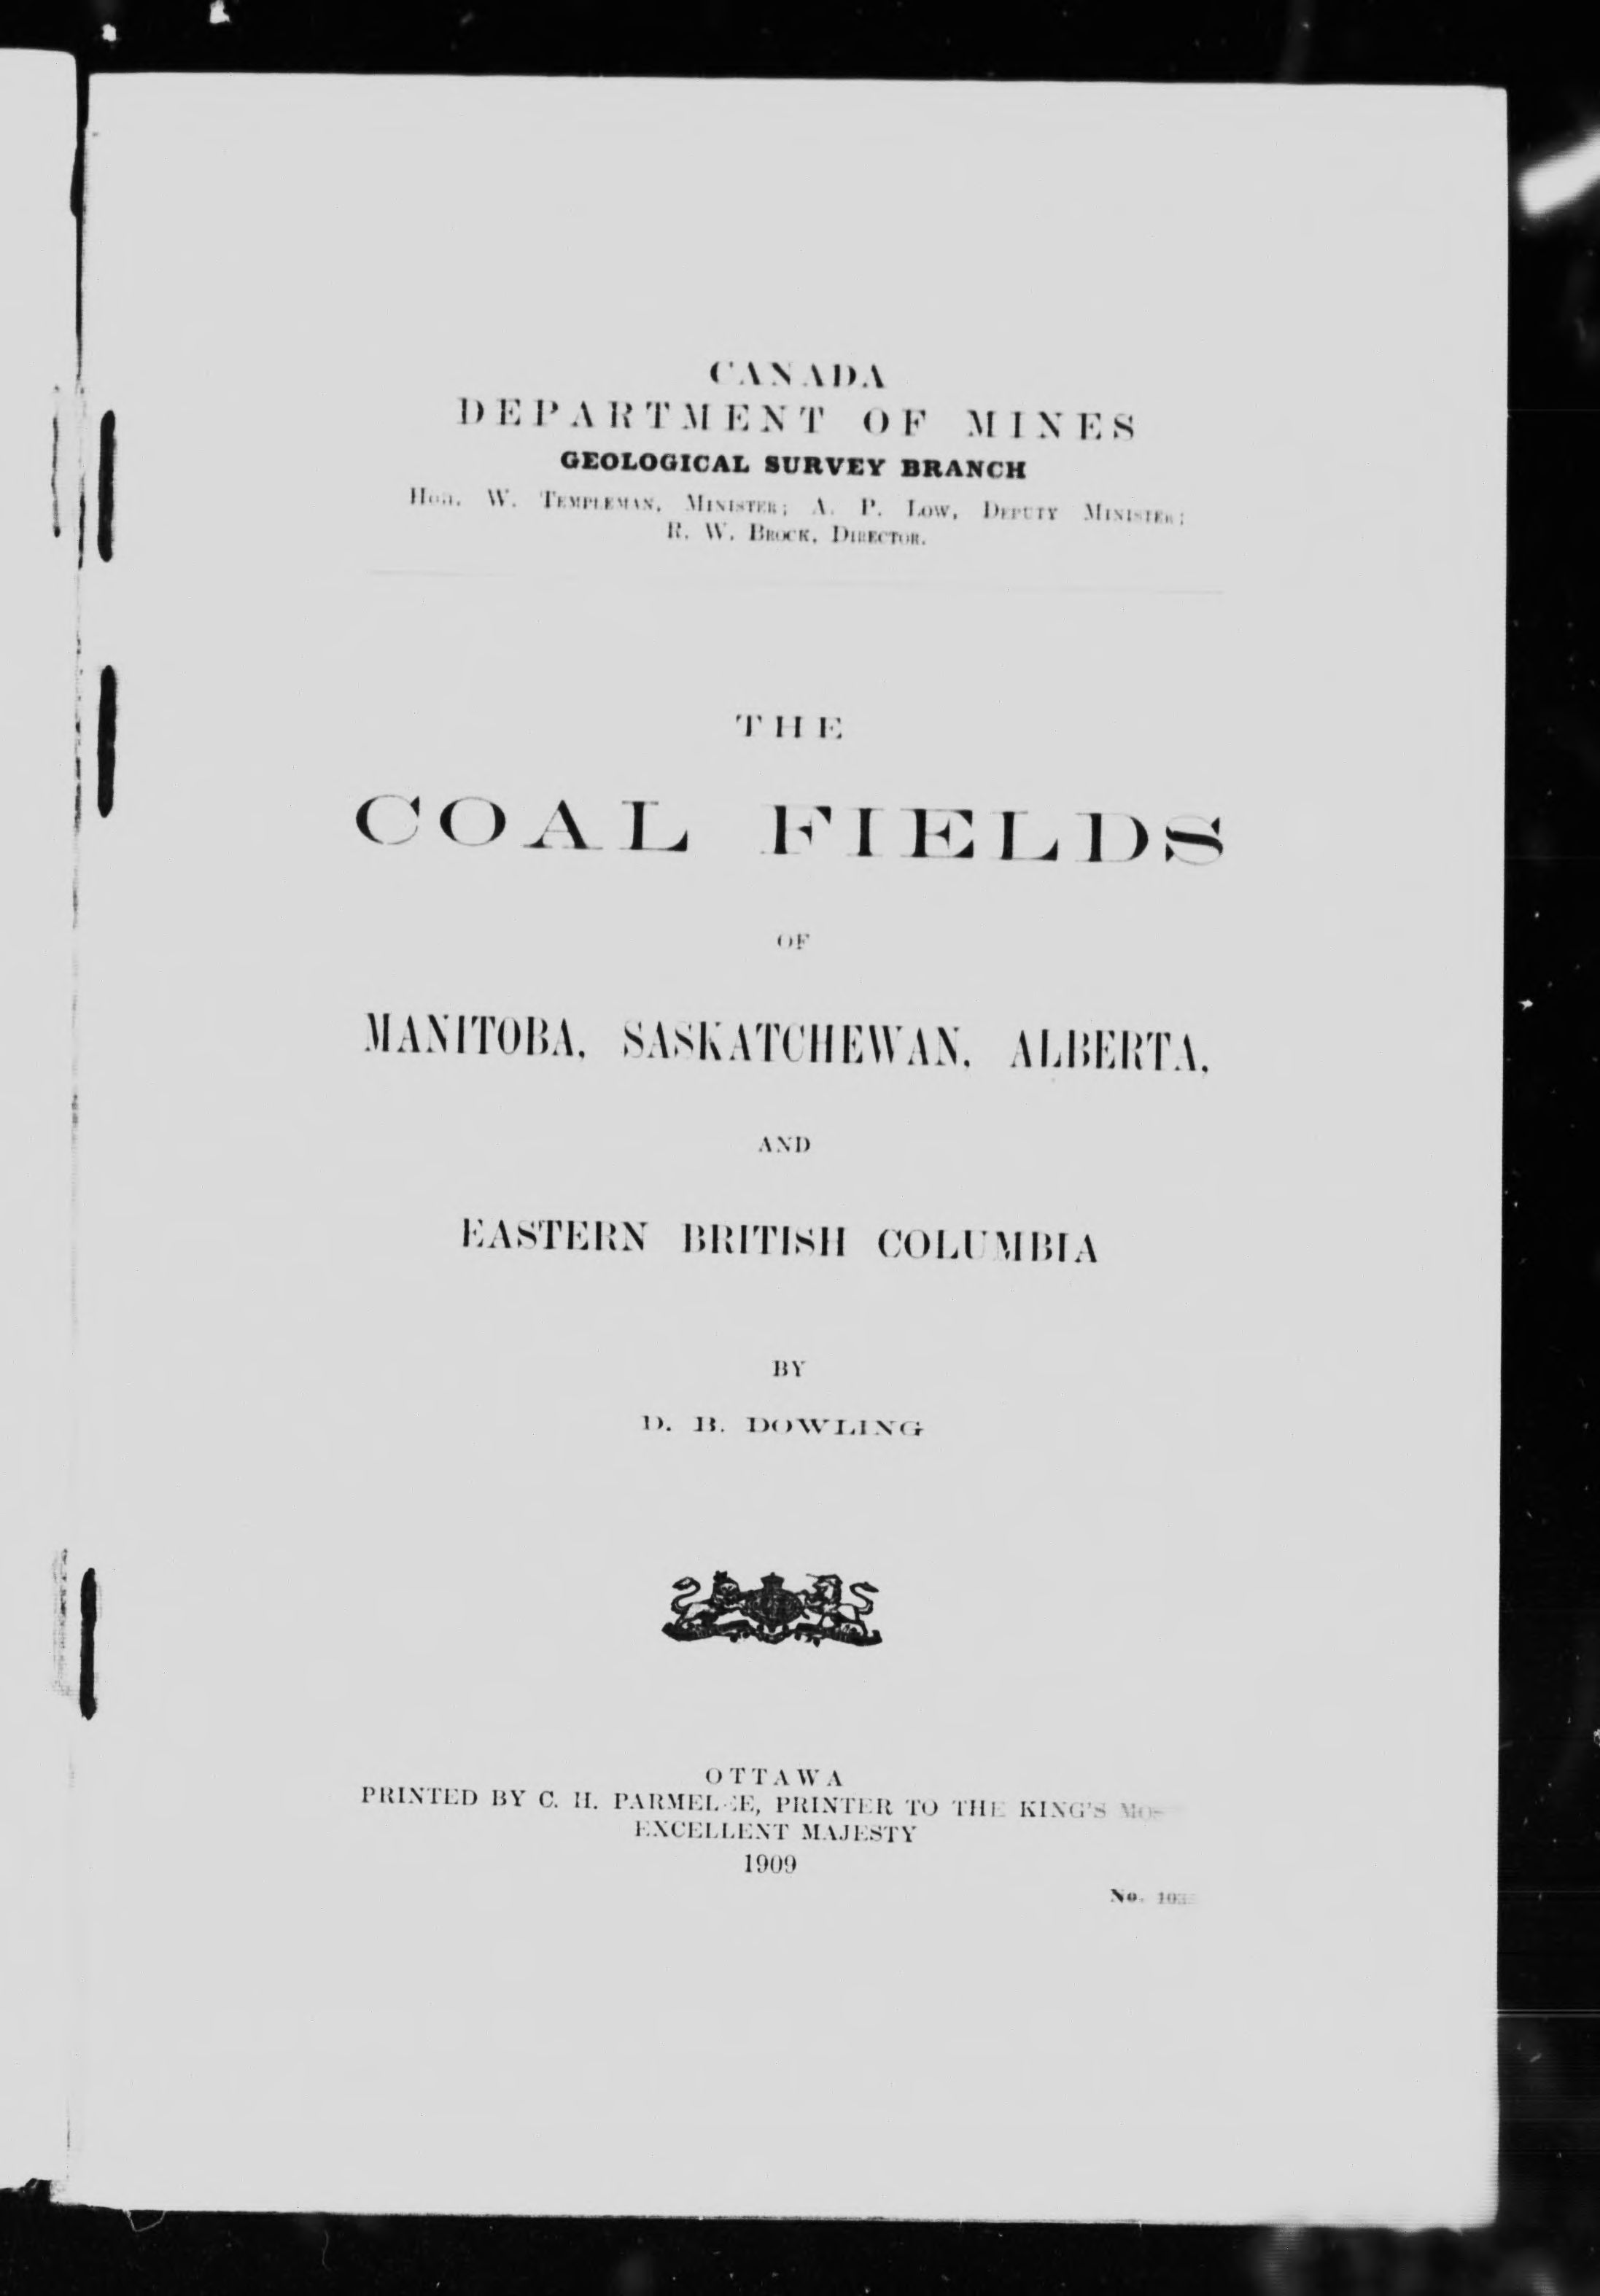 CANADA
DEPARTMENT OF MINES
GEOLOGICAL SURVEY BRANCH
Hon. W. Templeman, Minister; A. P. Low, Deputy Minister;
R. W. Brock, Director.
THE
COAL FIELDS
OF
MANITOBA, SASKATCHEWAN, ALBERTA,
AND
EASTERN BRITISH COLUMBIA
BY
D. B. DOWLING
OTTAWA
PRINTED BY C. H. PARMELEE, PRINTER TO THE KING'S MOS
EXCELLENT MAJESTY
1909
No.